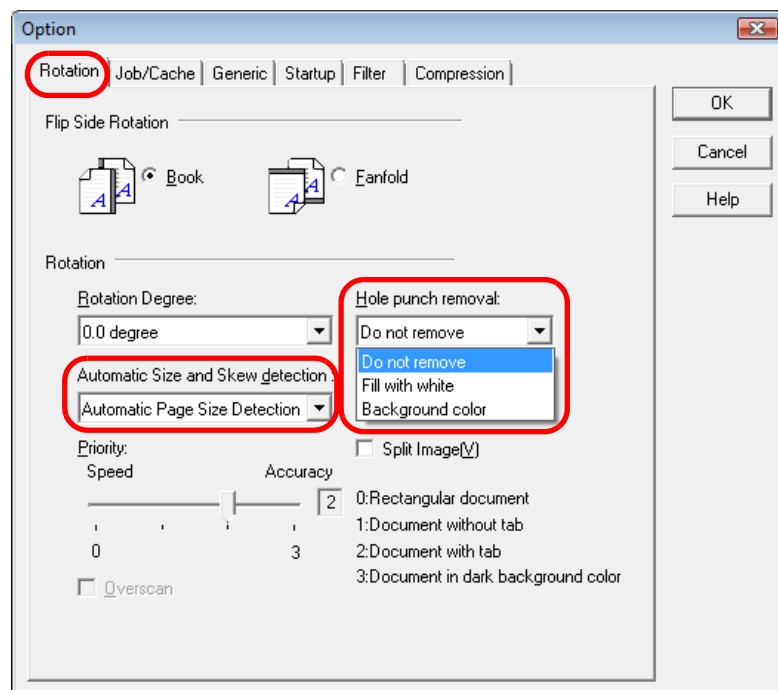 Option
Rotation Job/Cache Generic Startup Filter Compression
OK
Cancel
Help
Flip Side Rotation
A A Book A A Fanfold
Rotation
Rotation Degree:
0.0 degree
Hole punch removal:
Do not remove
Do not remove
Fill with white
Background color
Automatic Size and Skew detection :
Automatic Page Size Detection
Split Image(V)
Priority:
Speed Accuracy
2
0 3
0:Rectangular document
1:Document without tab
2:Document with tab
3:Document in dark background color
Overscan